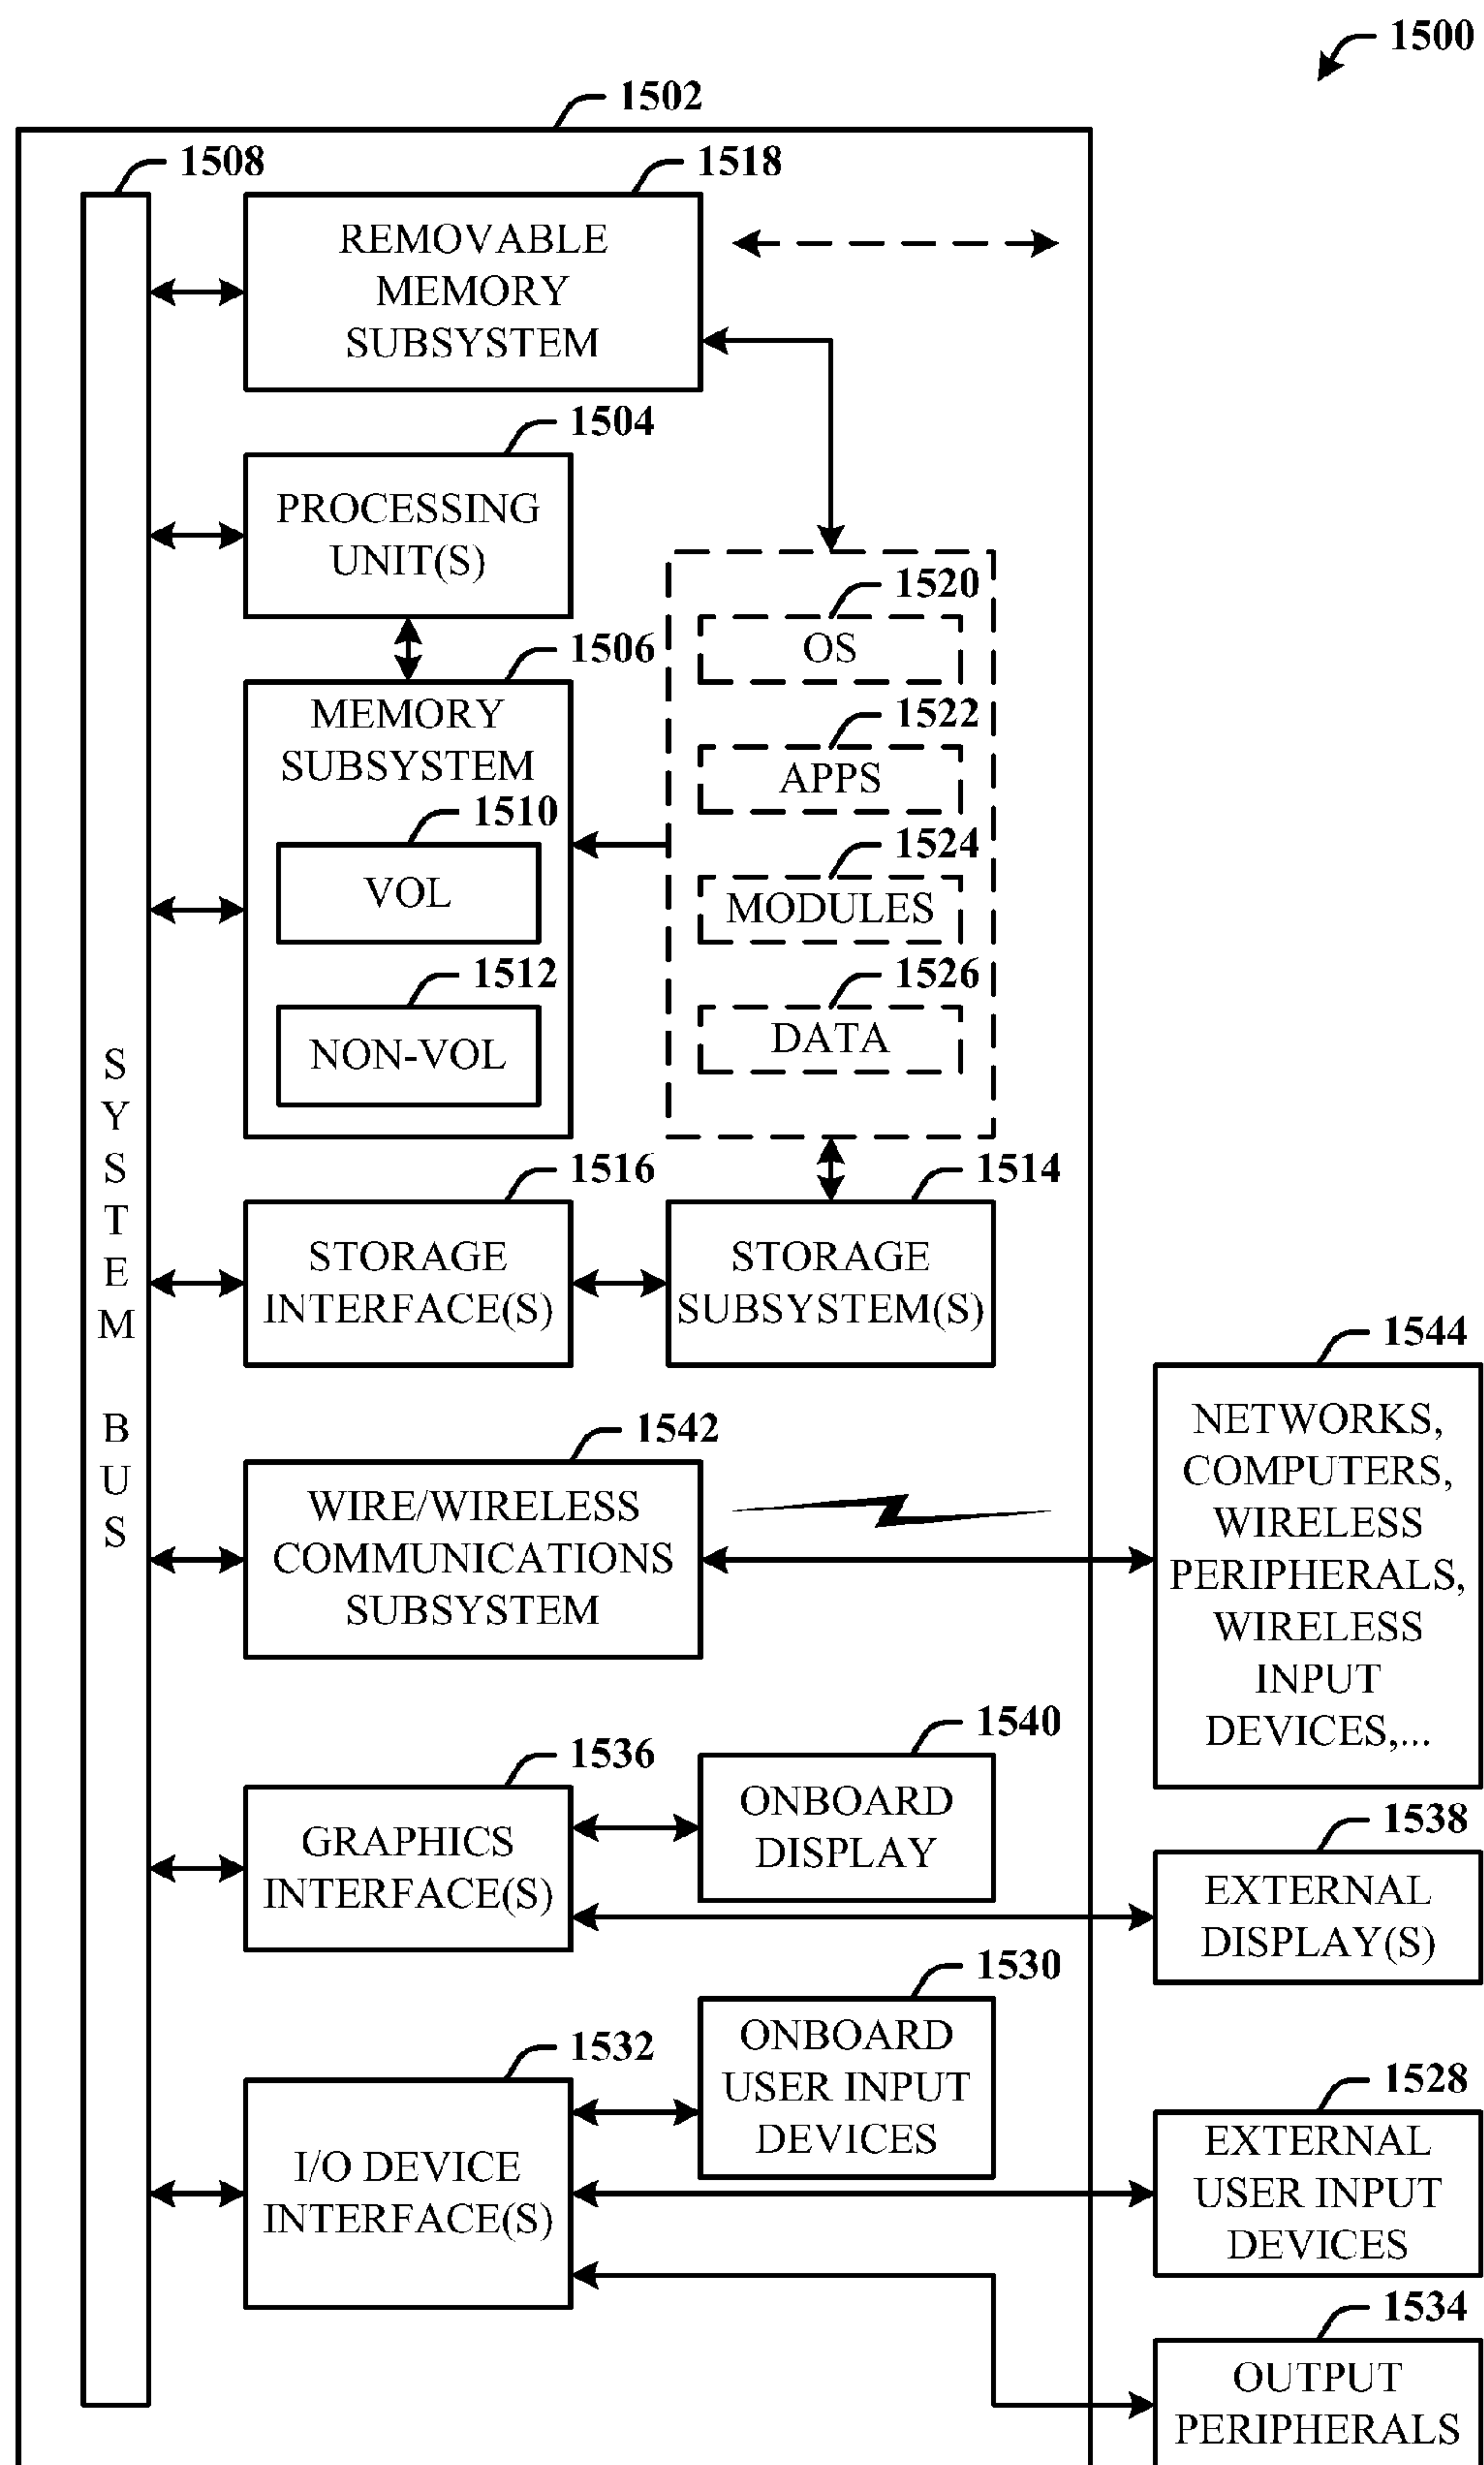 1500
1502
1508
1518
REMOVABLE
MEMORY
SUBSYSTEM
1504
PROCESSING
UNIT(S)
1506
MEMORY
SUBSYSTEM
1510
VOL
1512
NON-VOL
1520
OS
1522
APPS
1524
MODULES
1526
DATA
SYSTEM BUS
1516
STORAGE
INTERFACE(S)
1514
STORAGE
SUBSYSTEM(S)
1542
WIRE/WIRELESS
COMMUNICATIONS
SUBSYSTEM
1544
NETWORKS,
COMPUTERS,
WIRELESS
PERIPHERALS,
WIRELESS
INPUT
DEVICES,...
1536
GRAPHICS
INTERFACE(S)
1540
ONBOARD
DISPLAY
1538
EXTERNAL
DISPLAY(S)
1532
I/O DEVICE
INTERFACE(S)
1530
ONBOARD
USER INPUT
DEVICES
1528
EXTERNAL
USER INPUT
DEVICES
1534
OUTPUT
PERIPHERALS